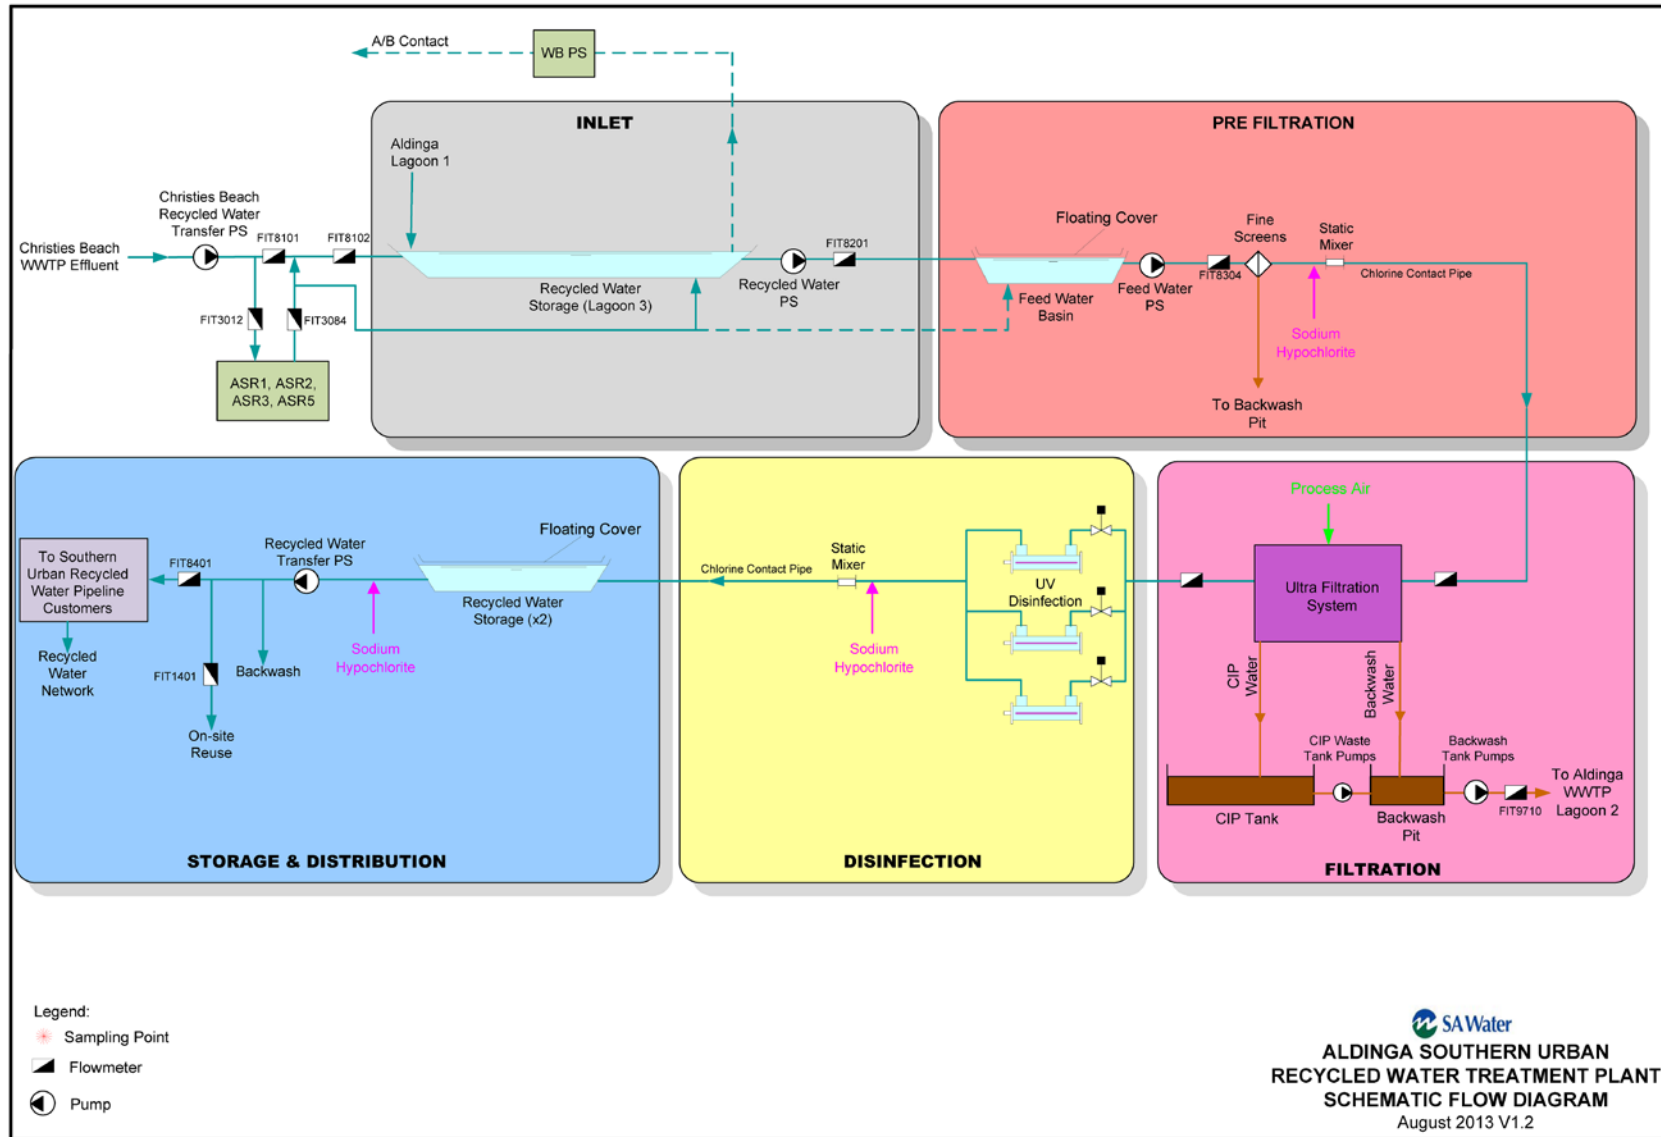 A/B Contact
WB PS
INLET
Aldinga
Lagoon 1
Christies Beach
Recycled Water
Transfer PS
Christies Beach
WWTP Effluent
FIT8101
FIT8102
FIT3012
FIT3084
ASR1, ASR2,
ASR3, ASR5
Recycled Water
Storage (Lagoon 3)
Recycled Water
PS
FIT8201
PRE FILTRATION
Floating Cover
Feed Water
Basin
Feed Water
PS
FIT8304
Fine
Screens
Static
Mixer
Chlorine Contact Pipe
Sodium
Hypochlorite
To Backwash
Pit
To Southern
Urban Recycled
Water Pipeline
Customers
FIT8401
Recycled Water
Transfer PS
Floating Cover
Recycled Water
Storage (x2)
Sodium
Hypochlorite
Backwash
FIT1401
Recycled
Water
Network
On-site
Reuse
STORAGE & DISTRIBUTION
Chlorine Contact Pipe
Static
Mixer
Sodium
Hypochlorite
UV
Disinfection
DISINFECTION
Process Air
Ultra Filtration
System
CIP
Water
Backwash
Water
CIP Waste
Tank Pumps
Backwash
Tank Pumps
CIP Tank
Backwash
Pit
FIT9710
To Aldinga
WWTP
Lagoon 2
FILTRATION
Legend:
Sampling Point
Flowmeter
Pump
SA Water
ALDINGA SOUTHERN URBAN
RECYCLED WATER TREATMENT PLANT
SCHEMATIC FLOW DIAGRAM
August 2013 V1.2